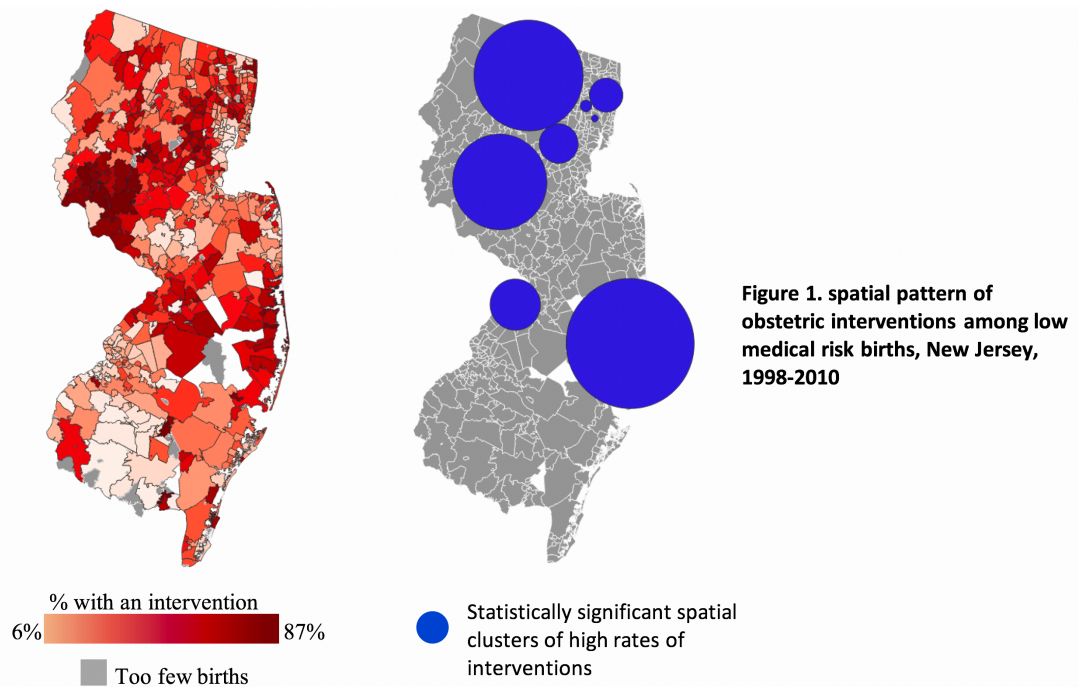 Figure 1. spatial pattern of
obstetric interventions among low
medical risk births, New Jersey,
1998-2010
% with an intervention
6% 87%
Too few births
Statistically significant spatial
clusters of high rates of
interventions